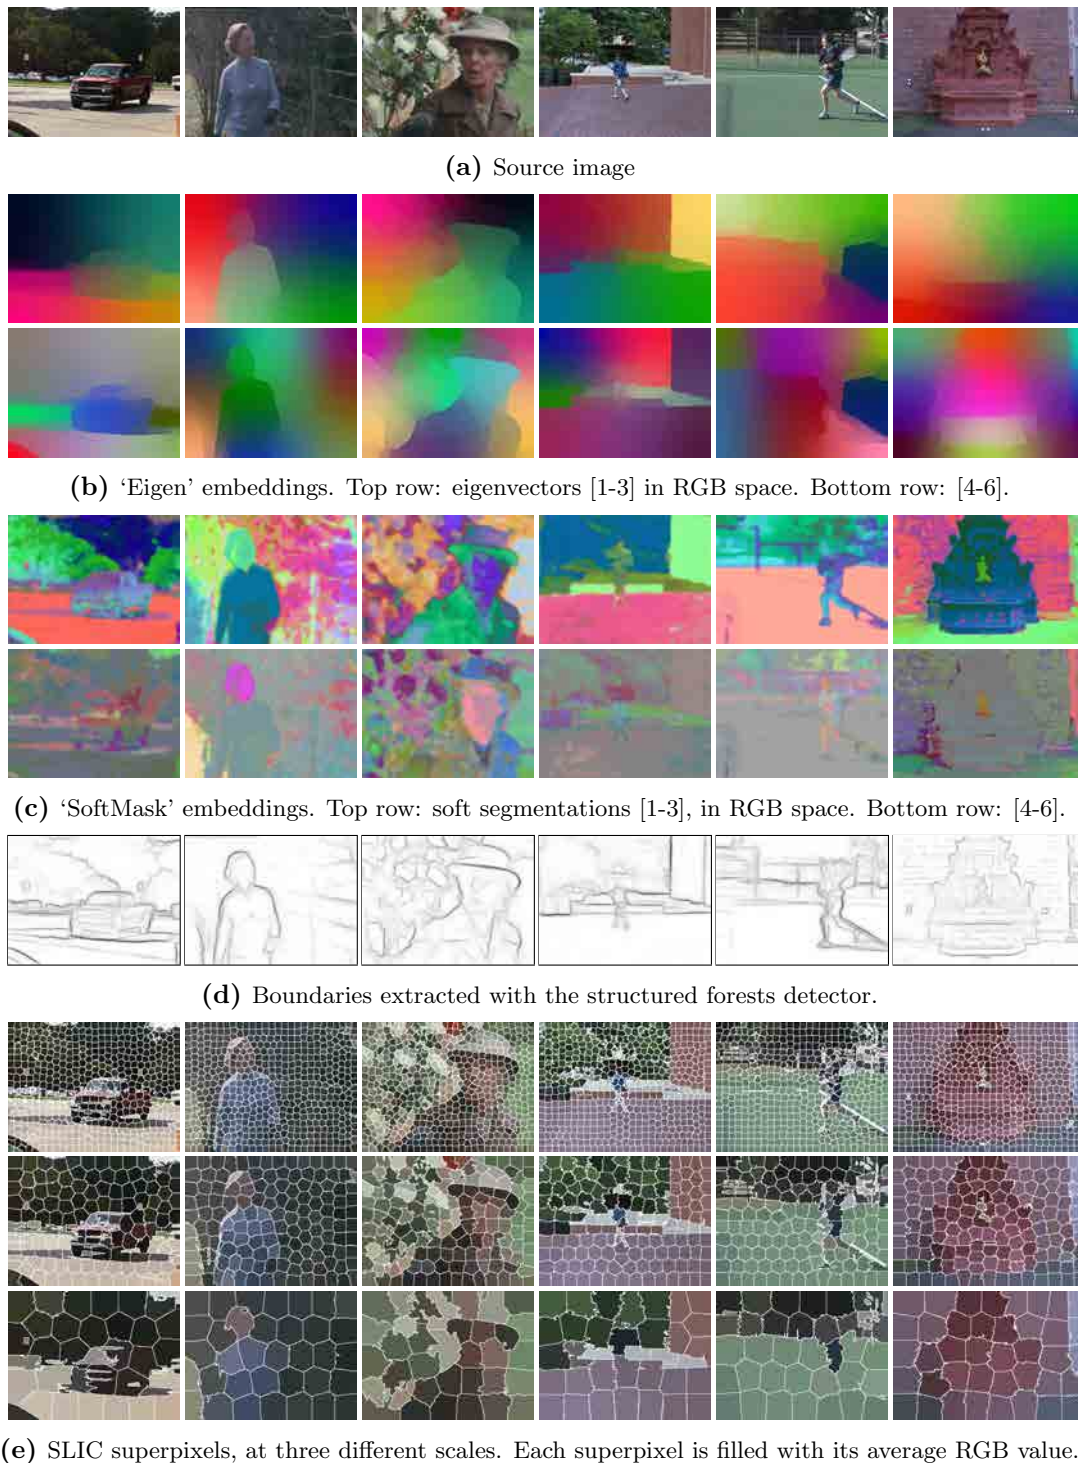 (a) Source image
(b) ‘Eigen’ embeddings. Top row: eigenvectors [1-3] in RGB space. Bottom row: [4-6].
(c) ‘SoftMask’ embeddings. Top row: soft segmentations [1-3], in RGB space. Bottom row: [4-6].
(d) Boundaries extracted with the structured forests detector.
(e) SLIC superpixels, at three different scales. Each superpixel is filled with its average RGB value.